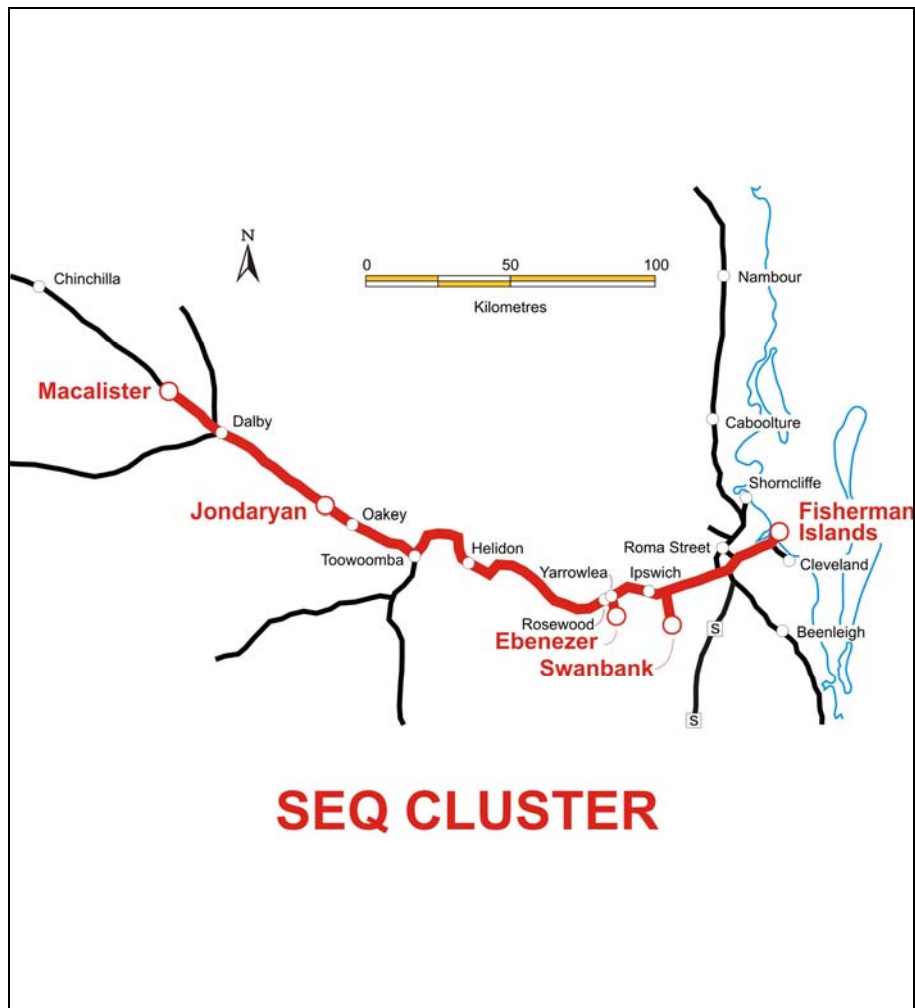 N
0
50
100
Kilometres
Chinchilla
Nambour
Macalister
Dalby
Caboolture
Shorncliffe
Jondaryan
Oakey
Fisherman
Islands
Toowoomba
Helidon
Roma Street
Cleveland
Yarrowlea
Ipswich
Rosewood
Ebenezer
Swanbank
Beenleigh
S
S
SEQ CLUSTER